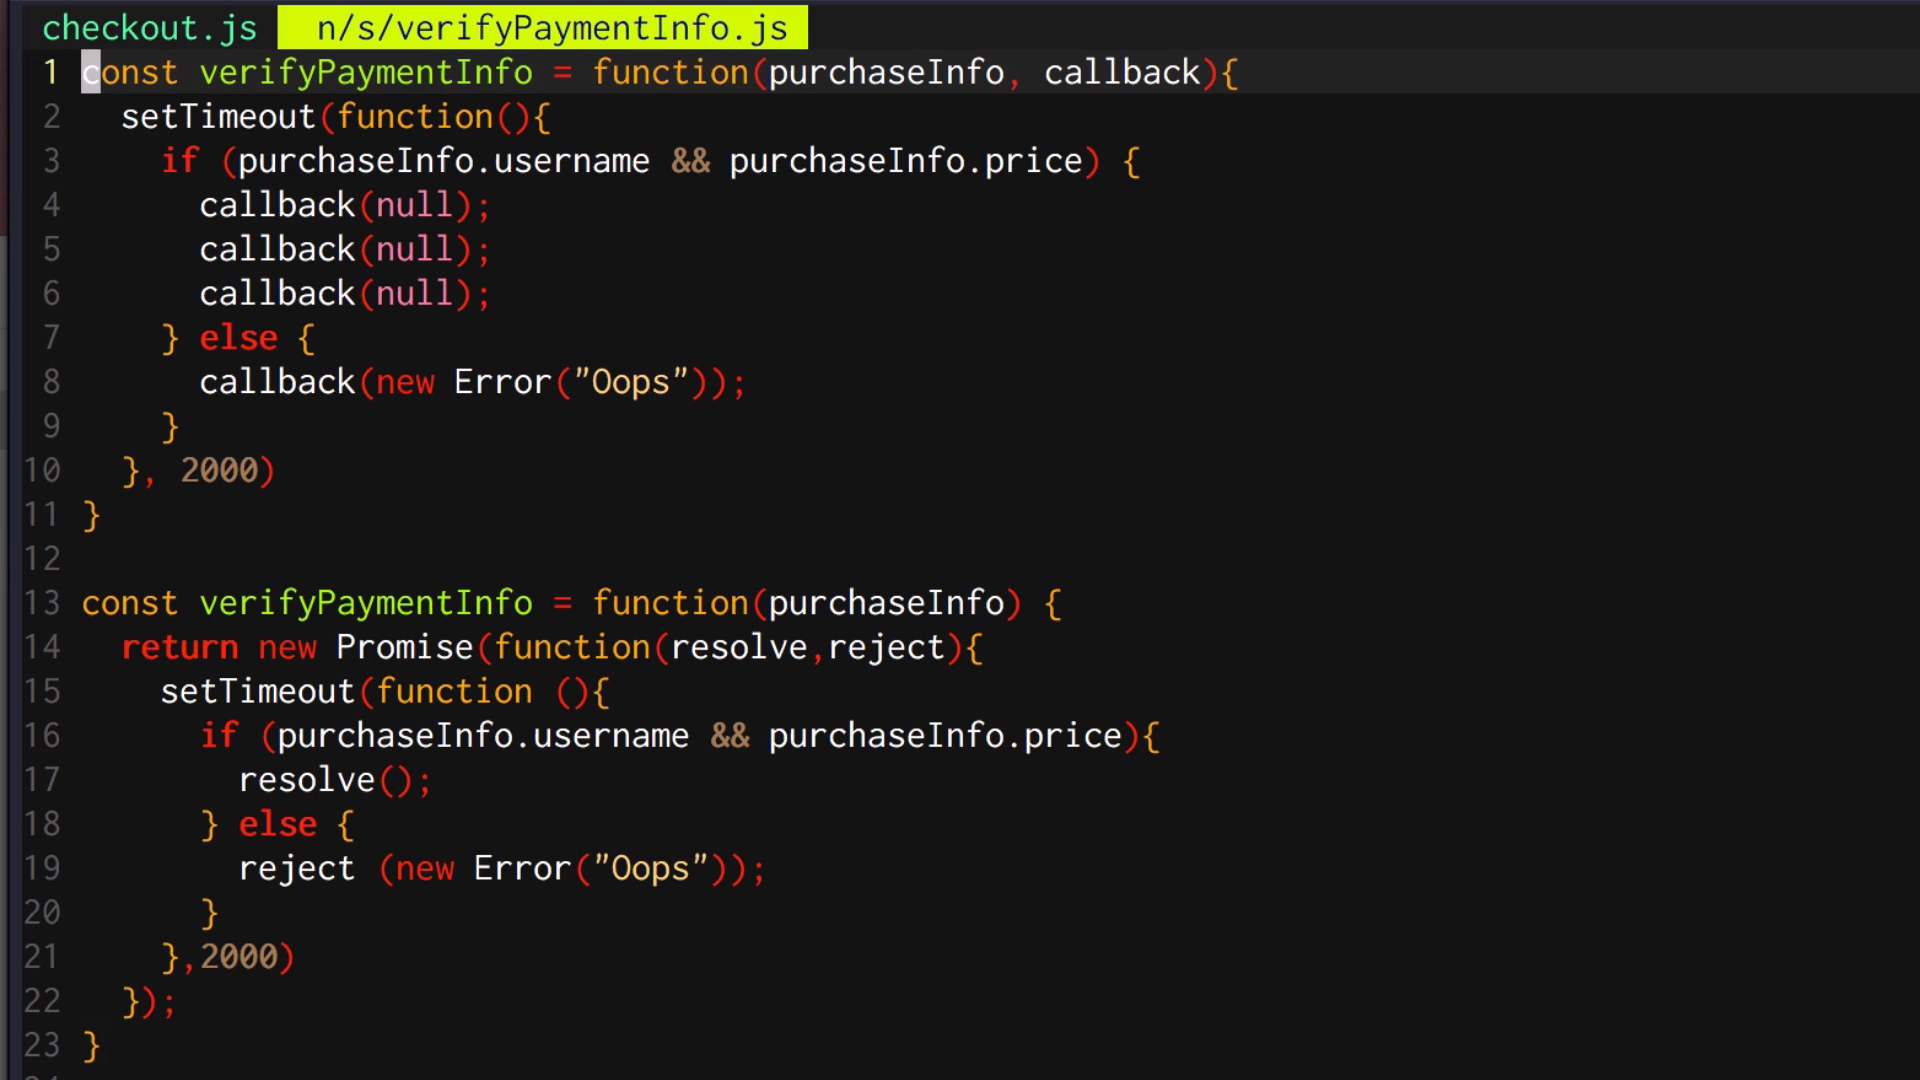 checkout.js n/s/verifyPaymentInfo.js
1 const verifyPaymentInfo = function(purchaseInfo, callback){
2   setTimeout(function(){
3     if (purchaseInfo.username && purchaseInfo.price) {
4       callback(null);
5       callback(null);
6       callback(null);
7     } else {
8       callback(new Error("Oops"));
9     }
10   }, 2000)
11 }
12
13 const verifyPaymentInfo = function(purchaseInfo) {
14   return new Promise(function(resolve,reject){
15     setTimeout(function (){
16       if (purchaseInfo.username && purchaseInfo.price){
17         resolve();
18       } else {
19         reject (new Error("Oops"));
20       }
21     },2000)
22   });
23 }